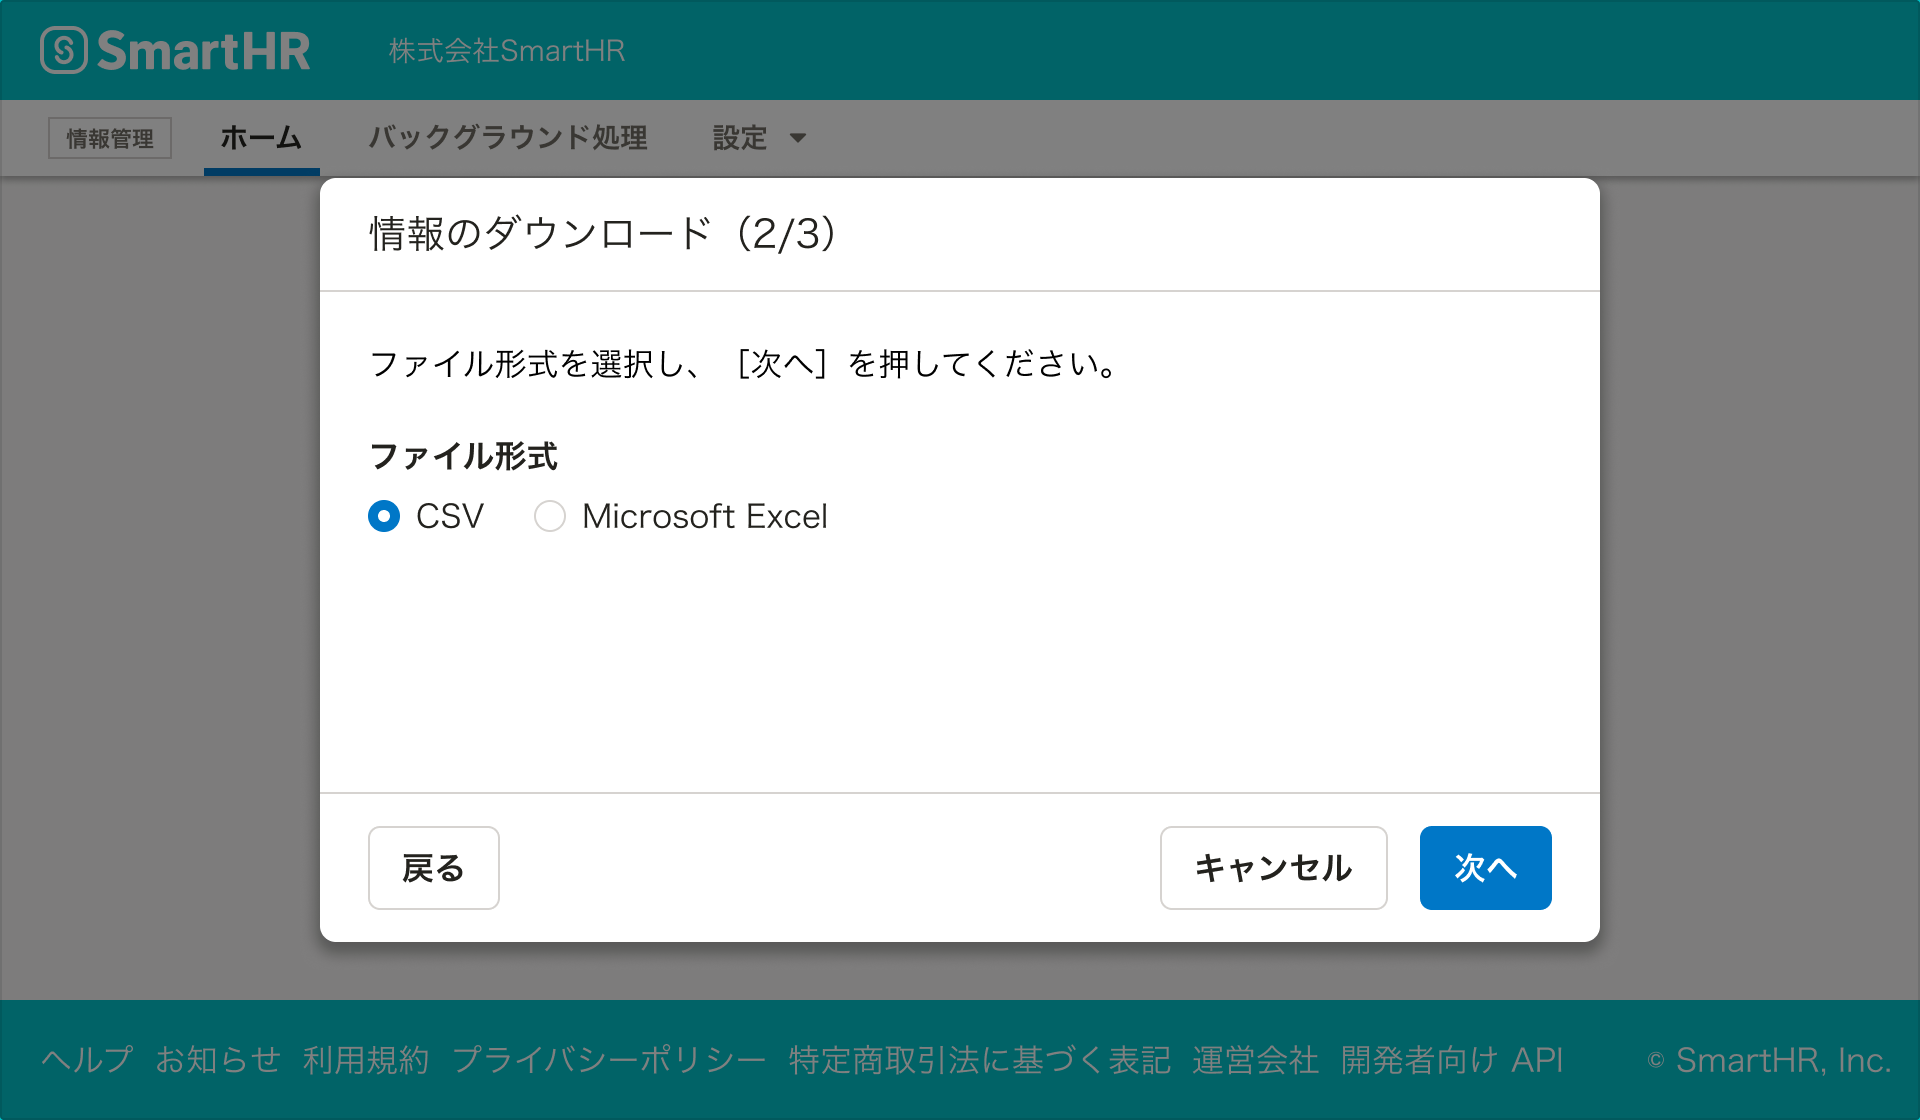 SmartHR 株式会社SmartHR
情報管理 ホーム バックグラウンド処理 設定
情報のダウンロード（2/3）
ファイル形式を選択し、［次へ］を押してください。
ファイル形式
CSV Microsoft Excel
戻る キャンセル 次へ
ヘルプ お知らせ 利用規約 プライバシーポリシー 特定商取引法に基づく表記 運営会社 開発者向け API © SmartHR, Inc.